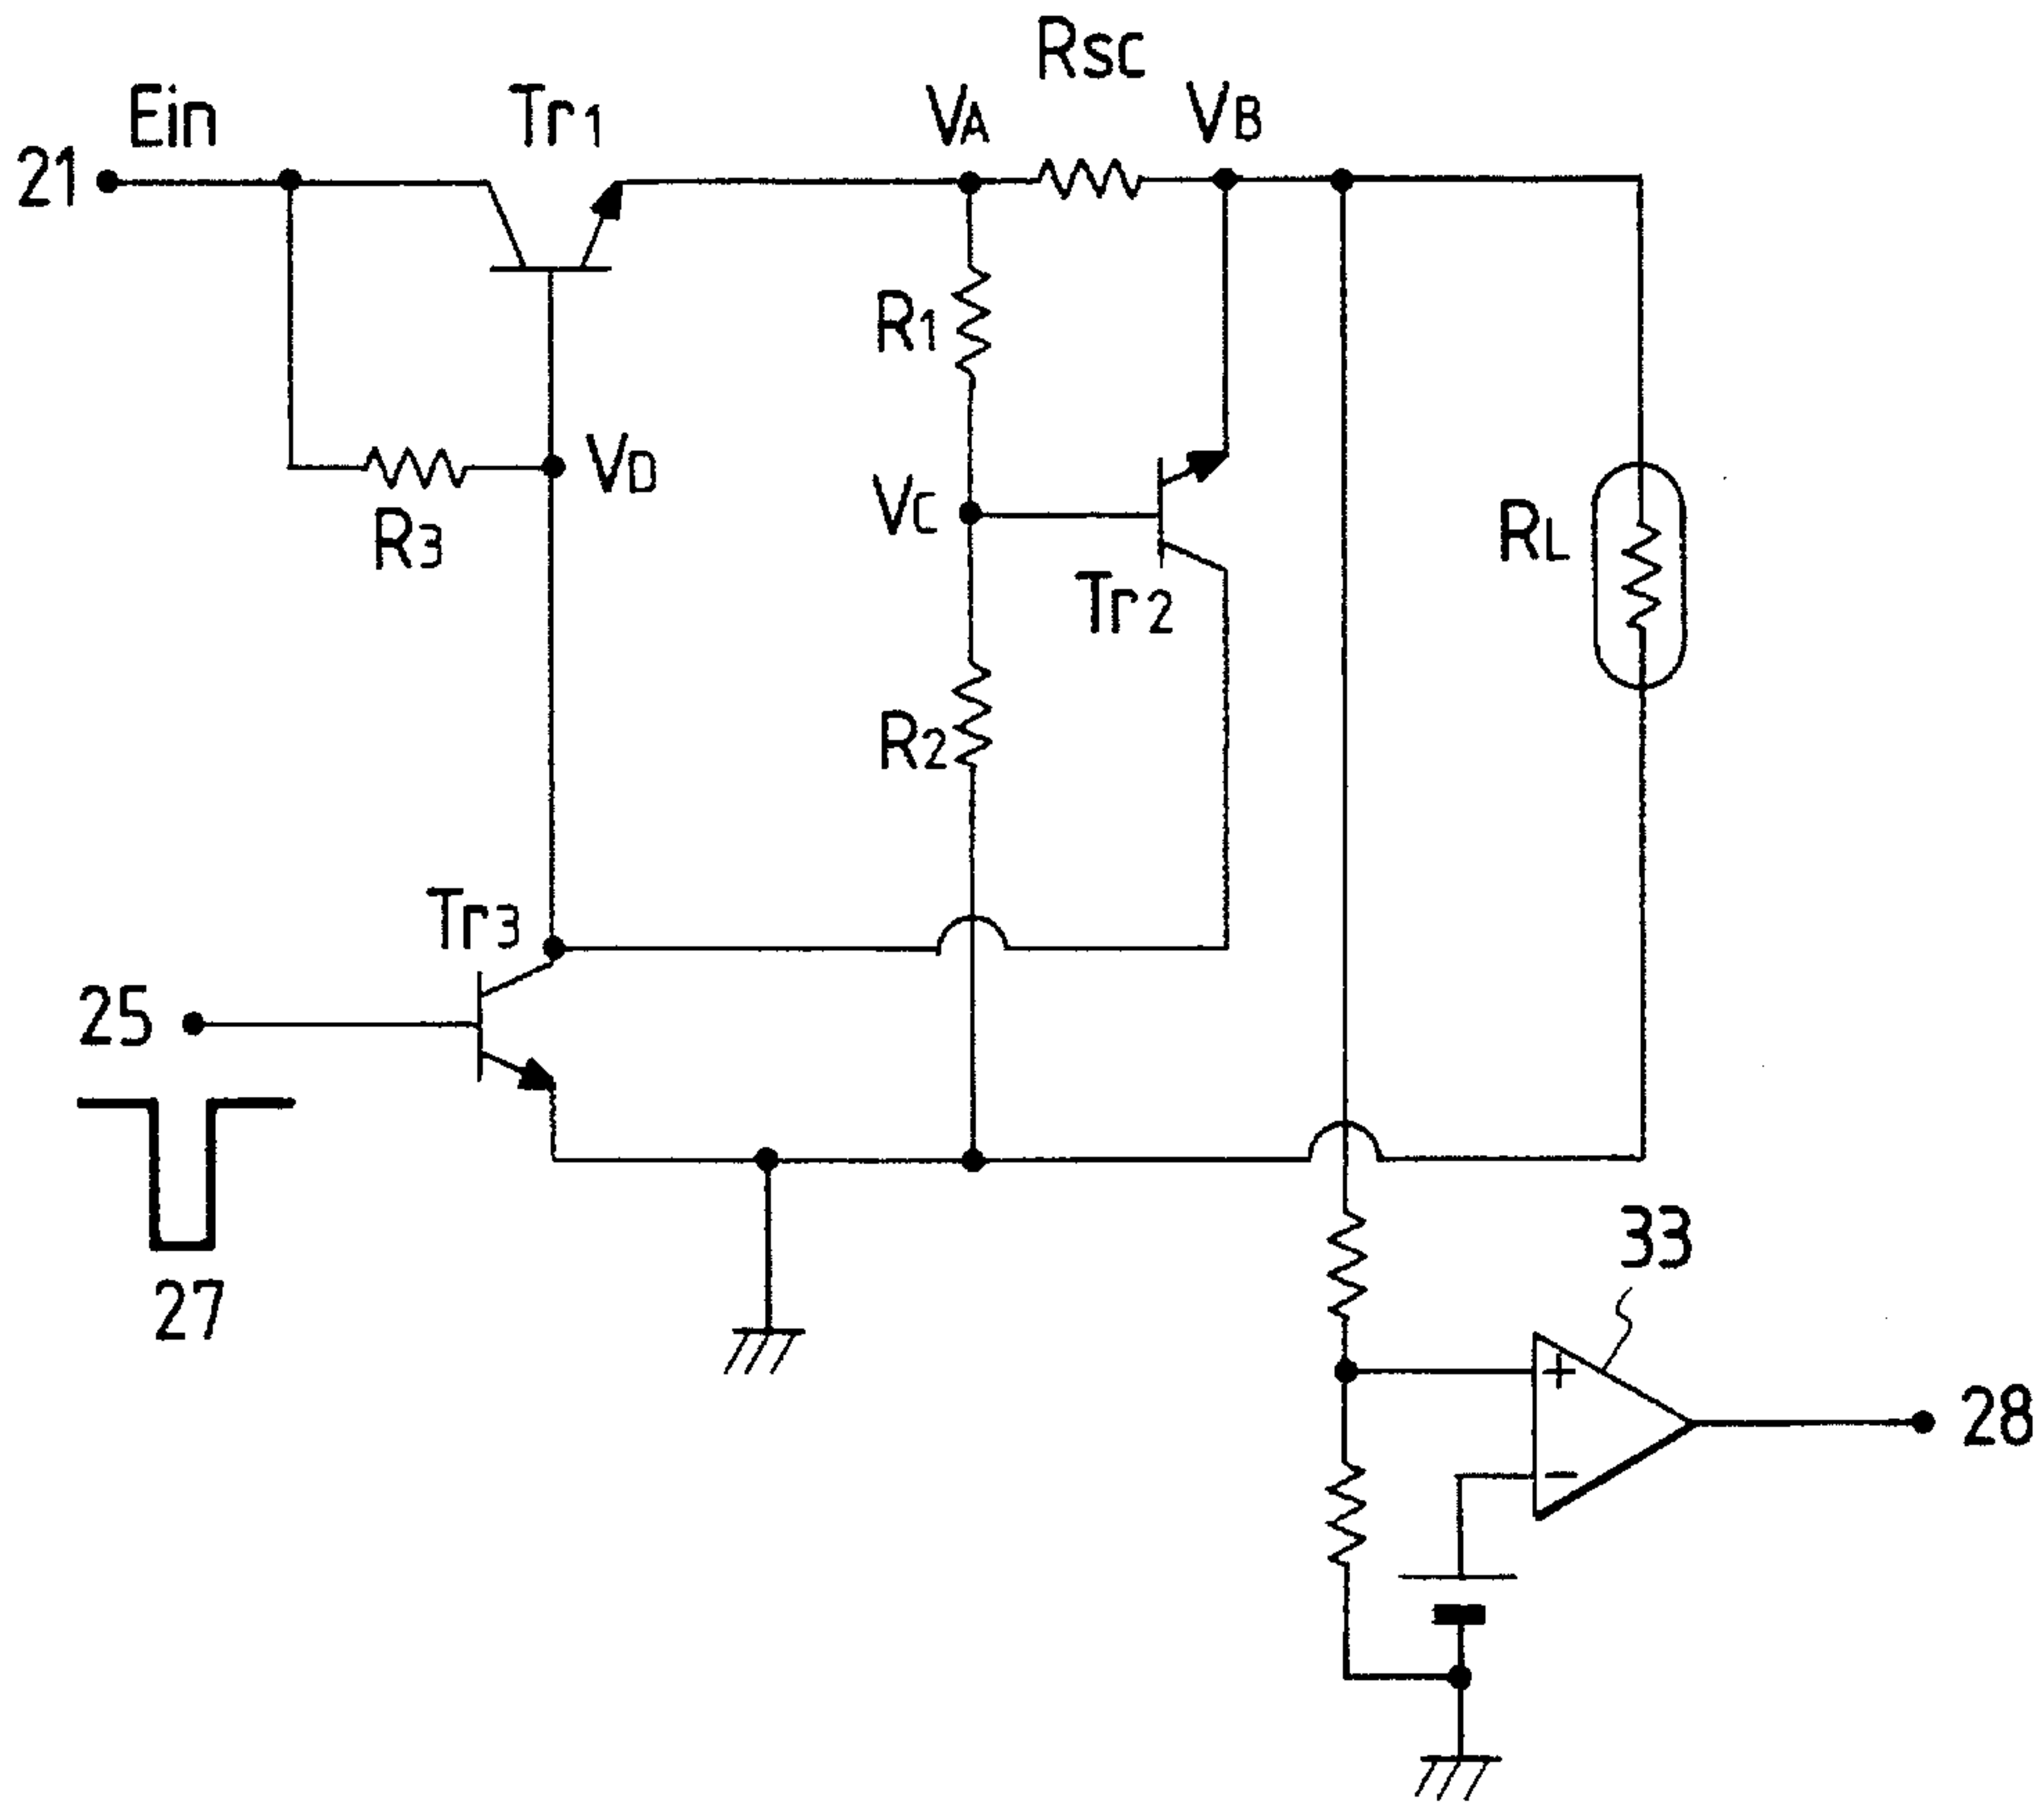 Rsc
Ein
Tr1
VA
VB
21
R1
VD
VC
R3
RL
Tr2
R2
Tr3
25
33
27
+
28
−